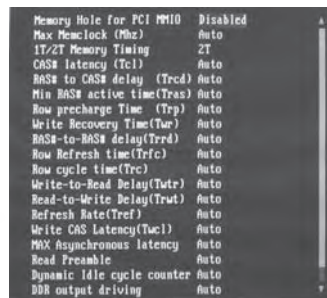 Memory Hole for PCI MMIO Disabled
Max Memclock (Mhz) Auto
1T/2T Memory Timing 2T
CAS# latency (Tcl) Auto
RAS# to CAS# delay (Trcd) Auto
Min RAS# active time(Tras) Auto
Row precharge Time (Trp) Auto
Write Recovery Time(Twr) Auto
RAS#-to-RAS# delay(Trrd) Auto
Row Refresh time(Trfc) Auto
Row cycle time(Trc) Auto
Write-to-Read Delay(Twtr) Auto
Read-to-Write Delay(Trwt) Auto
Refresh Rate(Tref) Auto
Write CAS Latency(Twcl) Auto
MAX Asynchronous latency Auto
Read Preamble Auto
Dynamic Idle cycle counter Auto
DDR output driving Auto